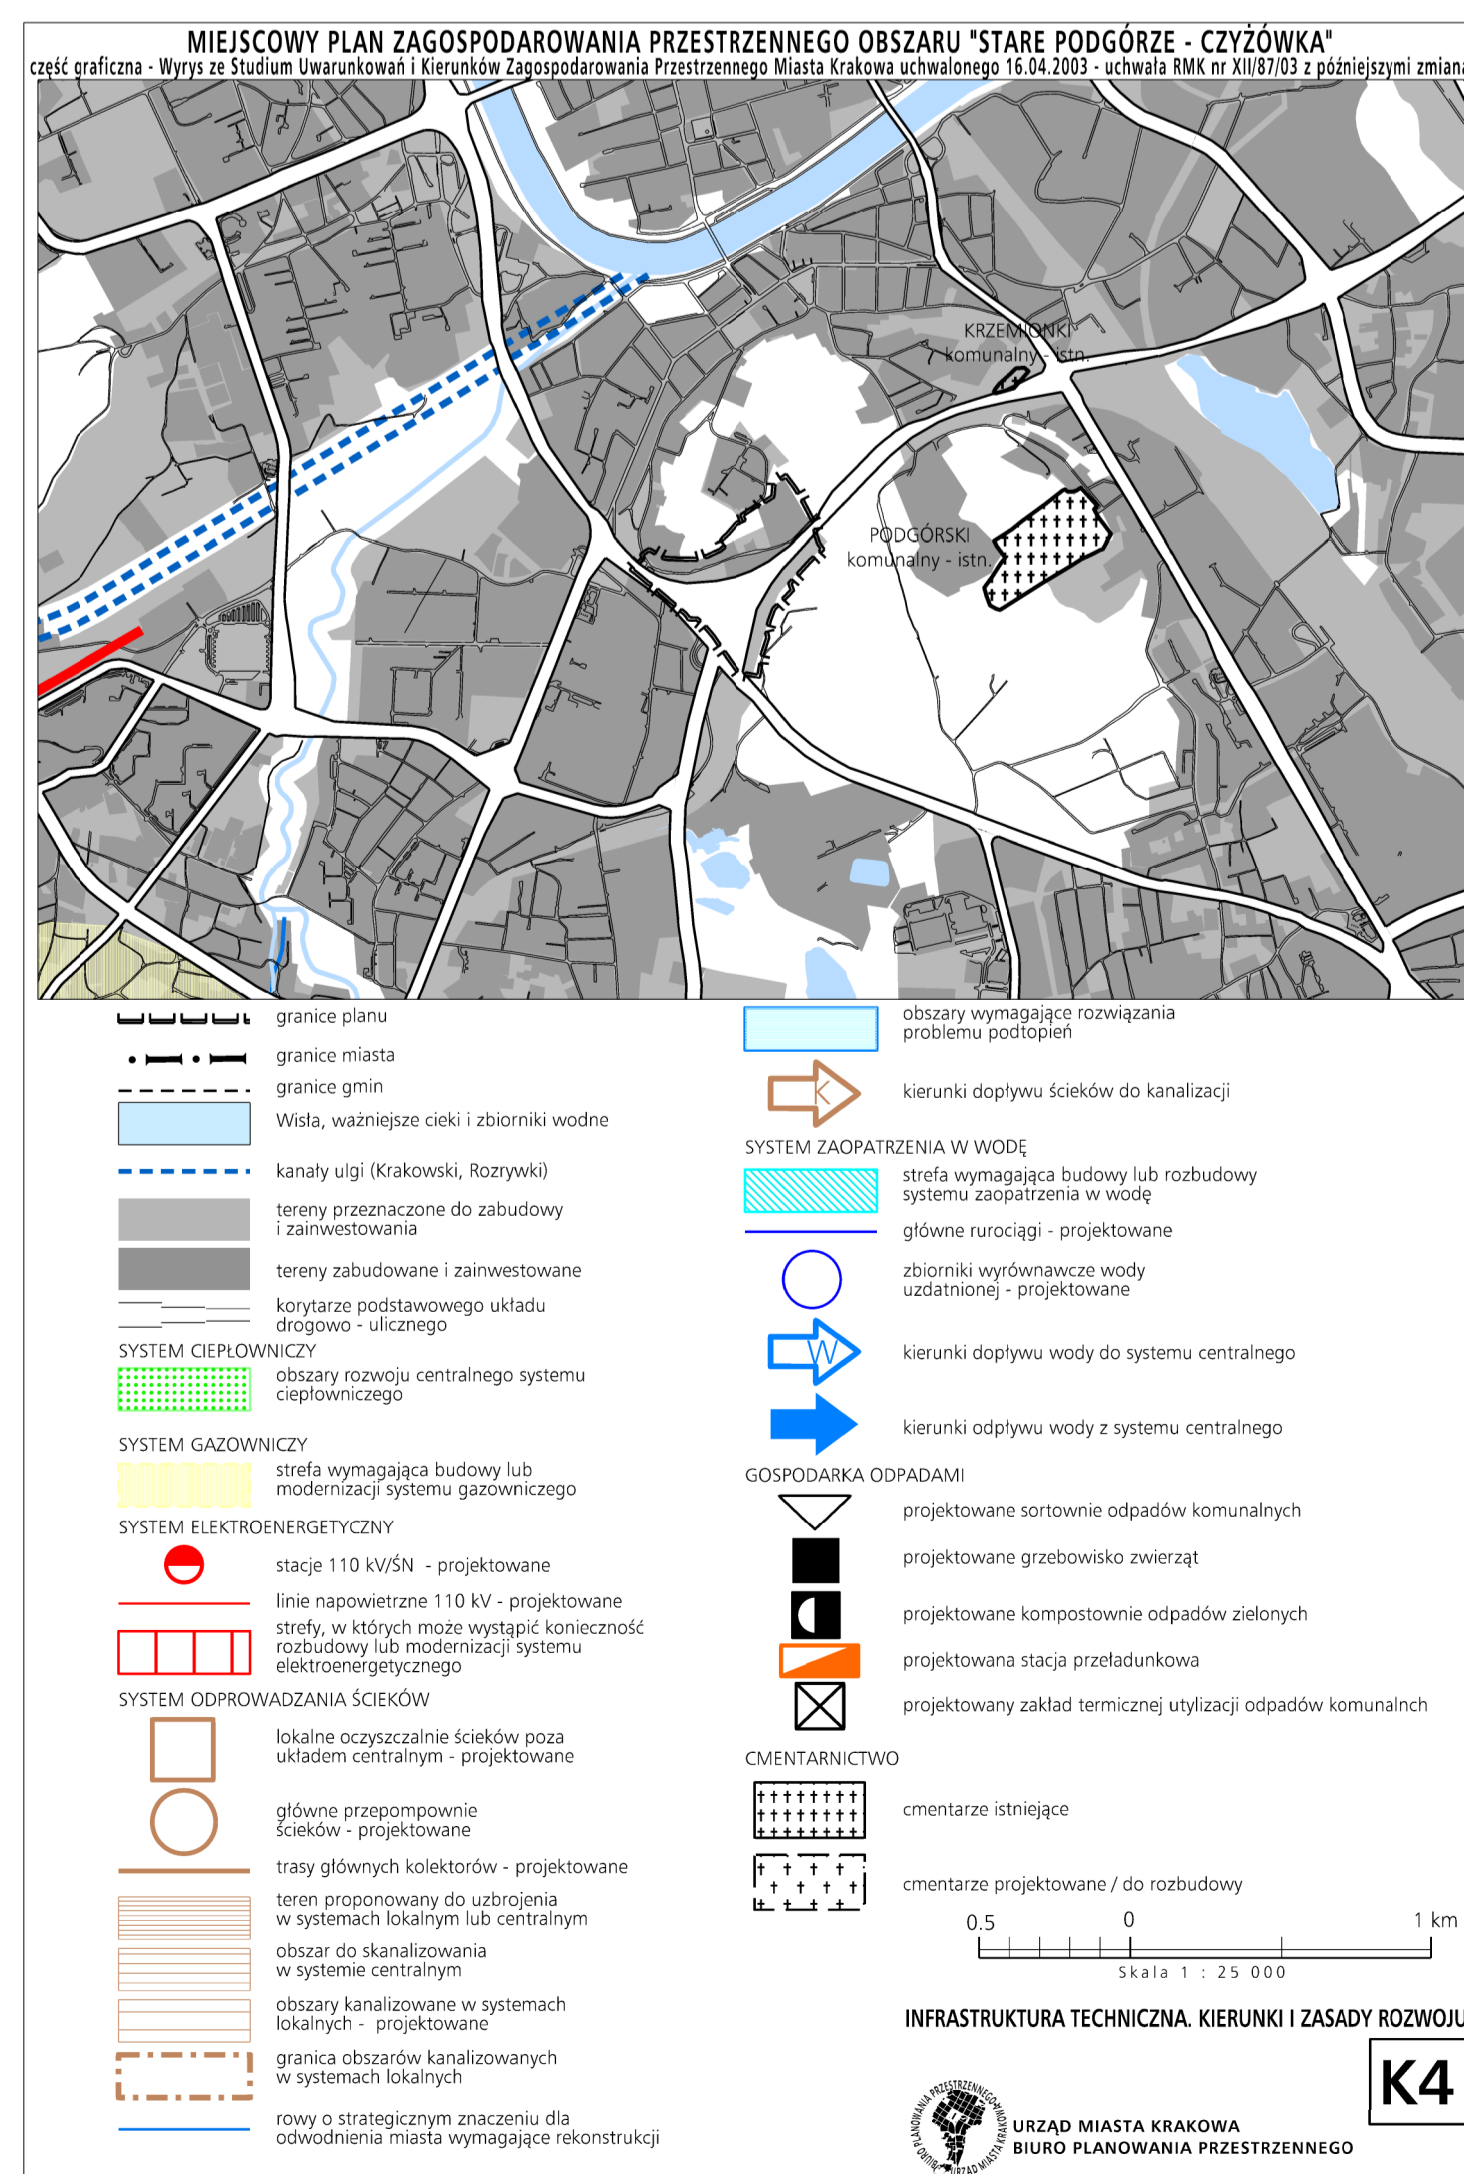 MIEJSCOWY PLAN ZAGOSPODAROWANIA PRZESTRZENNEGO OBSZARU "STARE PODGÓRZE - CZYŻÓWKA"
część graficzna - Wyrys ze Studium Uwarunkowań i Kierunków Zagospodarowania Przestrzennego Miasta Krakowa uchwalonego 16.04.2003 - uchwała RMK nr XII/87/03 z późniejszymi zmiana
KRZEMIONKI
komunalny - istn.
PODGÓRSKI
komunalny - istn.
granice planu
granice miasta
granice gmin
Wisła, ważniejsze cieki i zbiorniki wodne
kanały ulgi (Krakowski, Rozrywki)
tereny przeznaczone do zabudowy
i zainwestowania
tereny zabudowane i zainwestowane
korytarze podstawowego układu
drogowo - ulicznego
SYSTEM CIEPŁOWNICZY
obszary rozwoju centralnego systemu
ciepłowniczego
SYSTEM GAZOWNICZY
strefa wymagająca budowy lub
modernizacji systemu gazowniczego
SYSTEM ELEKTROENERGETYCZNY
stacje 110 kV/ŚN - projektowane
linie napowietrzne 110 kV - projektowane
strefy, w których może wystąpić konieczność
rozbudowy lub modernizacji systemu
elektroenergetycznego
SYSTEM ODPROWADZANIA ŚCIEKÓW
lokalne oczyszczalnie ścieków poza
układem centralnym - projektowane
główne przepompownie
ścieków - projektowane
trasy głównych kolektorów - projektowane
teren proponowany do uzbrojenia
w systemach lokalnym lub centralnym
obszar do skanalizowania
w systemie centralnym
obszary kanalizowane w systemach
lokalnych - projektowane
granica obszarów kanalizowanych
w systemach lokalnych
rowy o strategicznym znaczeniu dla
odwodnienia miasta wymagające rekonstrukcji
obszary wymagające rozwiązania
problemu podtopień
K
kierunki dopływu ścieków do kanalizacji
SYSTEM ZAOPATRZENIA W WODĘ
strefa wymagająca budowy lub rozbudowy
systemu zaopatrzenia w wodę
główne rurociągi - projektowane
zbiorniki wyrównawcze wody
uzdatnionej - projektowane
W
kierunki dopływu wody do systemu centralnego
kierunki odpływu wody z systemu centralnego
GOSPODARKA ODPADAMI
projektowane sortownie odpadów komunalnych
projektowane grzebowisko zwierząt
projektowane kompostownie odpadów zielonych
projektowana stacja przeładunkowa
projektowany zakład termicznej utylizacji odpadów komunalnch
CMENTARNICTWO
cmentarze istniejące
cmentarze projektowane / do rozbudowy
0.5 0 1 km
Skala 1 : 25 000
INFRASTRUKTURA TECHNICZNA. KIERUNKI I ZASADY ROZWOJU
K4
BIURO PLANOWANIA PRZESTRZENNEGO URZĄD MIASTA KRAKOWA
URZĄD MIASTA KRAKOWA
BIURO PLANOWANIA PRZESTRZENNEGO